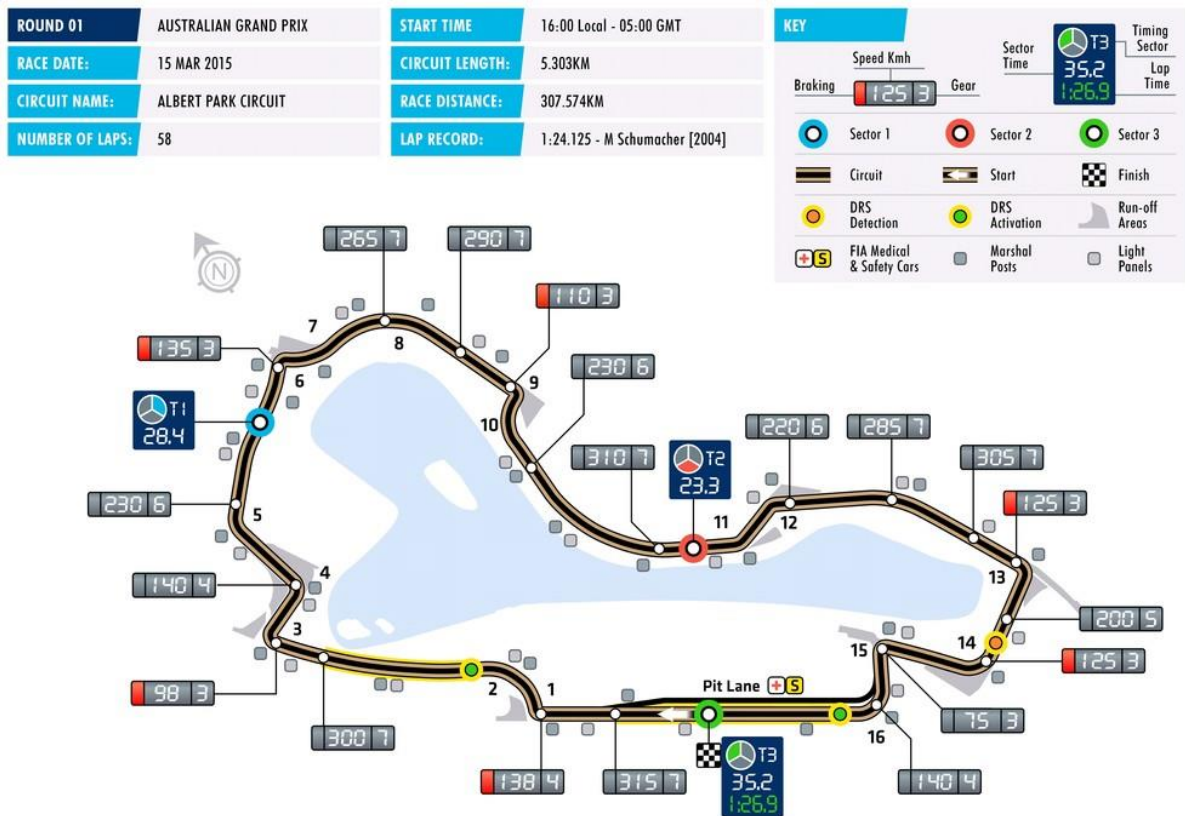 ROUND 01 AUSTRALIAN GRAND PRIX
RACE DATE: 15 MAR 2015
CIRCUIT NAME: ALBERT PARK CIRCUIT
NUMBER OF LAPS: 58
START TIME 16:00 Local - 05:00 GMT
CIRCUIT LENGTH: 5.303KM
RACE DISTANCE: 307.574KM
LAP RECORD: 1:24.125 - M Schumacher [2004]
KEY
Speed Kmh
Braking 125 3 Gear
Sector
Time
T3
35.2
1:26.9
Timing
Sector
Lap
Time
Sector 1
Sector 2
Sector 3
Circuit
Start
Finish
DRS
Detection
DRS
Activation
Run-off
Areas
S
FIA Medical
& Safety Cars
Marshal
Posts
Light
Panels
N
265 7
290 7
110 3
7
8
135 3
230 6
6
9
T1
28.4
10
220 6
285 7
310 7
T2
23.3
305 7
125 3
230 6
5
11
12
140 4
4
13
200 5
3
14
15
125 3
98 3
2
1
Pit Lane S
75 3
300 7
16
138 4
315 7
T3
35.2
1:26.9
140 4